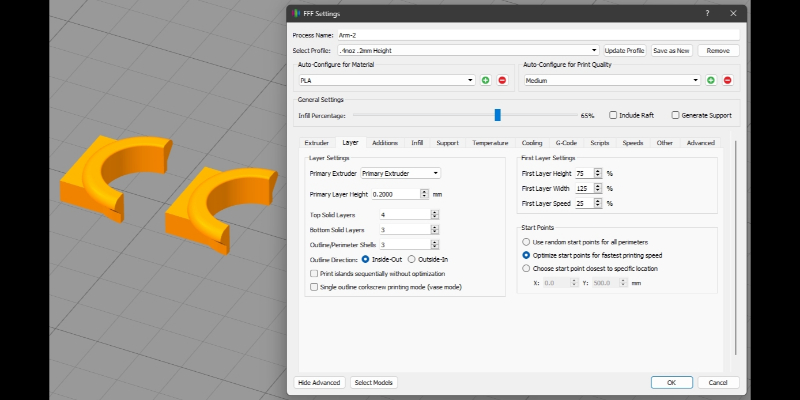 FFF Settings
Process Name: Arm-2
Select Profile: .4noz .2mm Height Update Profile Save as New Remove
Auto-Configure for Material Auto-Configure for Print Quality
PLA Medium
General Settings
Infill Percentage: 65% Include Raft Generate Support
Extruder Layer Additions Infill Support Temperature Cooling G-Code Scripts Speeds Other Advanced
Layer Settings
Primary Extruder Primary Extruder
Primary Layer Height 0.2000 mm
Top Solid Layers 4
Bottom Solid Layers 3
Outline/Perimeter Shells 3
Outline Direction: Inside-Out Outside-In
Print islands sequentially without optimization
Single outline corkscrew printing mode (vase mode)
First Layer Settings
First Layer Height 75 %
First Layer Width 125 %
First Layer Speed 25 %
Start Points
Use random start points for all perimeters
Optimize start points for fastest printing speed
Choose start point closest to specific location
X: 0.0 Y: 500.0 mm
Hide Advanced Select Models OK Cancel